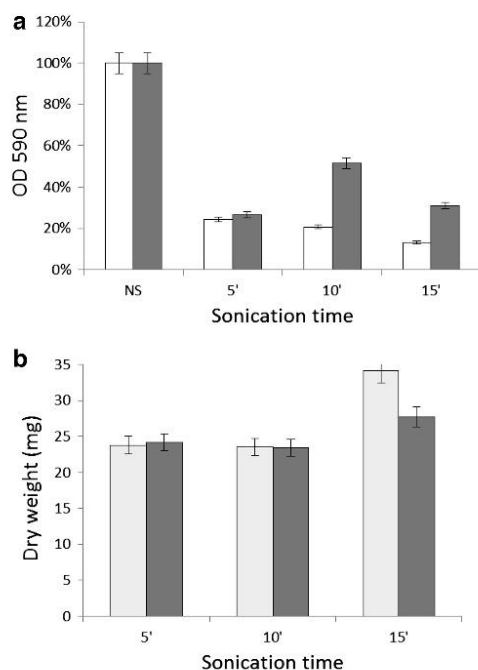 a
120%
100%
80%
60%
40%
20%
0%
OD 590 nm
NS 5' 10' 15'
Sonication time
b
35
30
25
20
15
10
5
0
Dry weight (mg)
5' 10' 15'
Sonication time